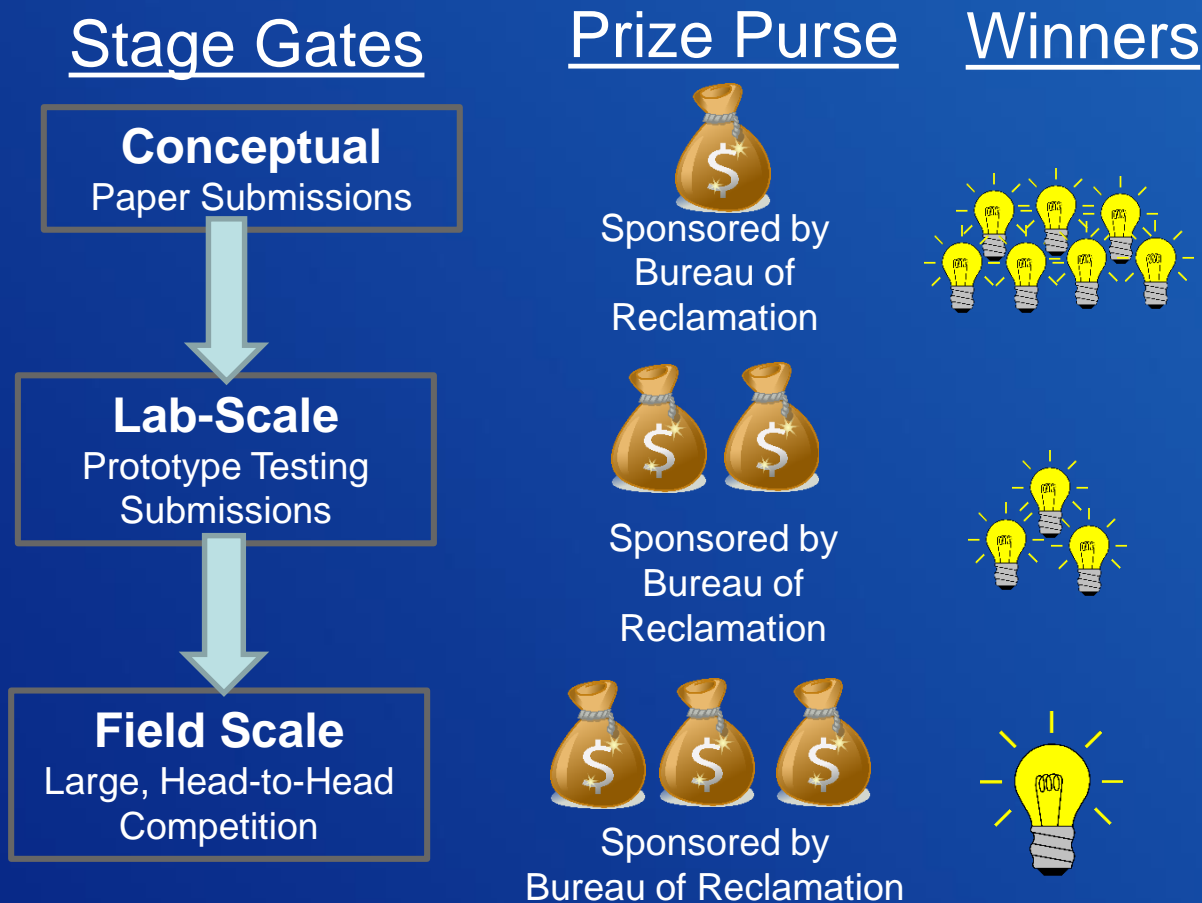 Stage Gates
Prize Purse
Winners
Conceptual
Paper Submissions
$
Sponsored by
Bureau of
Reclamation
Lab-Scale
Prototype Testing
Submissions
$ $
Sponsored by
Bureau of
Reclamation
Field Scale
Large, Head-to-Head
Competition
$ $ $
Sponsored by
Bureau of Reclamation